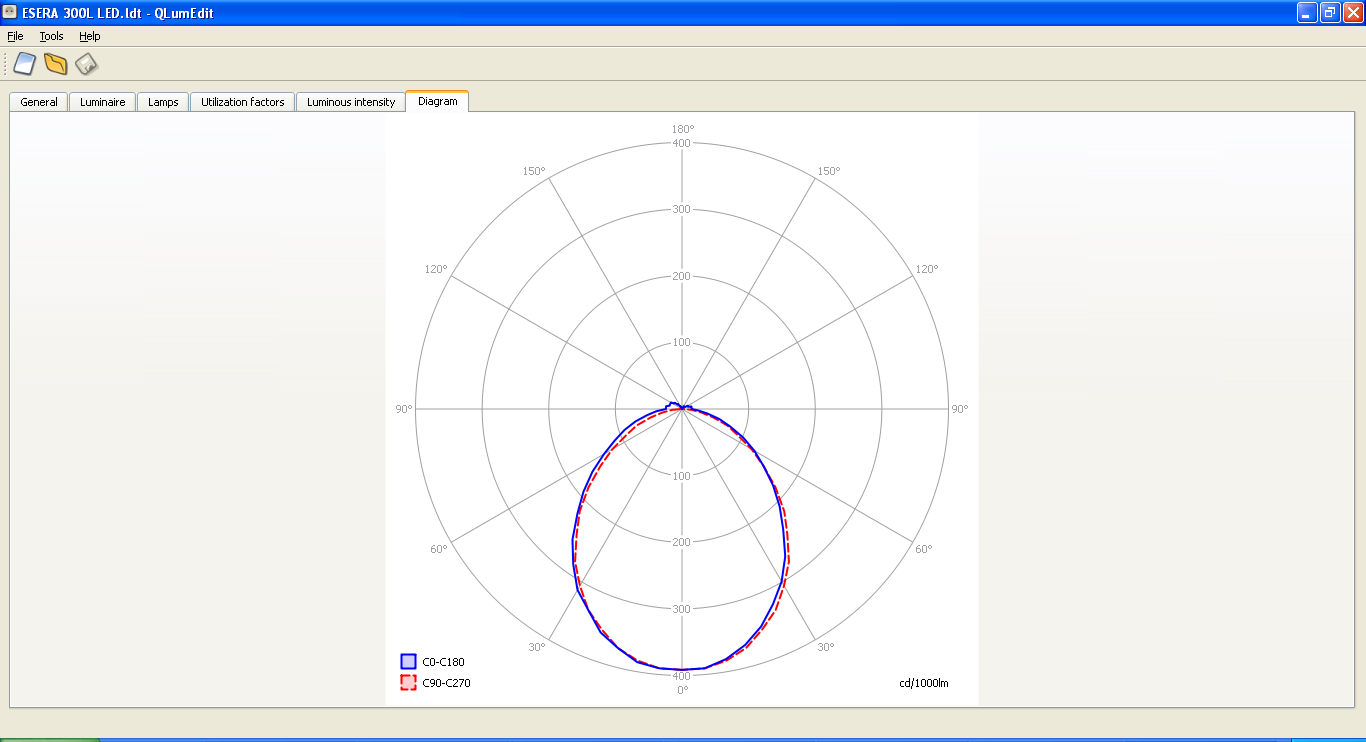 ESERA 300L LED.ldt - QLumEdit
File Tools Help
General Luminaire Lamps Utilization factors Luminous intensity Diagram
180°
400
150° 150°
300
120° 120°
200
100
90° 90°
100
200
60° 60°
300
30° 30°
400
0°
C0-C180
C90-C270
cd/1000lm